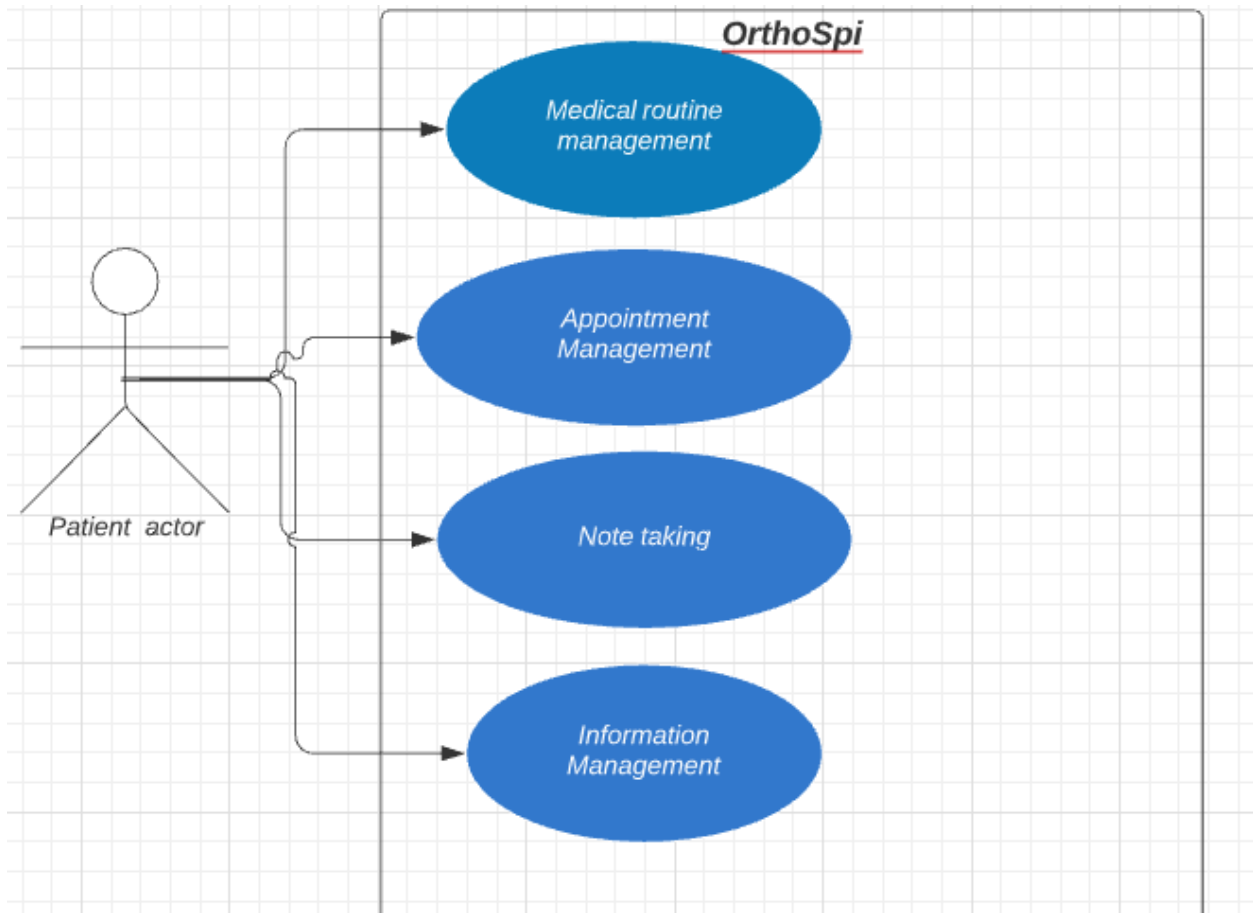 OrthoSpi
Medical routine
management
Appointment
Management
Patient actor
Note taking
Information
Management